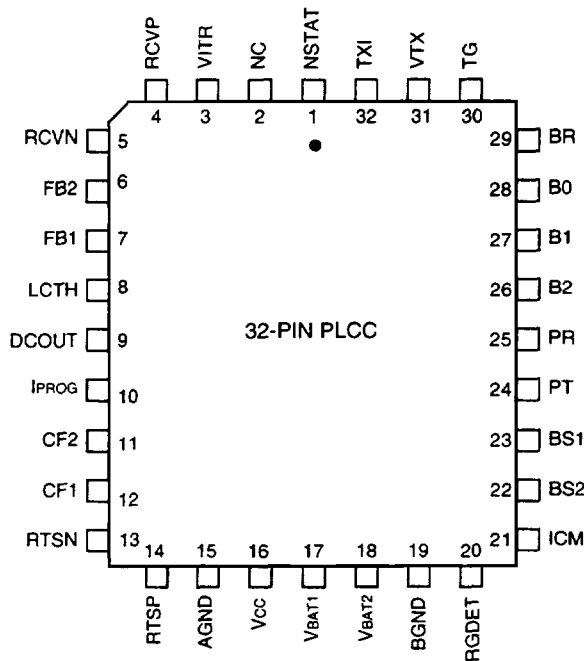 RCVP VITR NC NSTAT TXI VTX TG
4 3 2 1 32 31 30
RCVN 5 29 BR
FB2 6 28 B0
FB1 7 27 B1
LCTH 8 26 B2
DCOUT 9 32-PIN PLCC 25 PR
IPROG 10 24 PT
CF2 11 23 BS1
CF1 12 22 BS2
RTSN 13 21 ICM
14 15 16 17 18 19 20
RTSP AGND VCC VBAT1 VBAT2 BGND RGDET